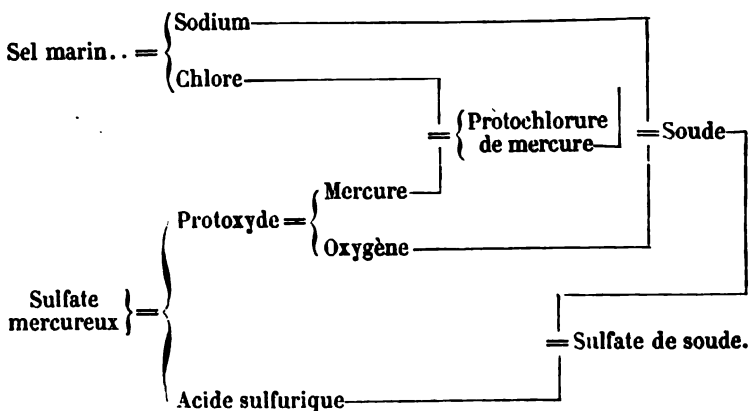 Sodium
Sel marin.. =
Chlore
Protochlorure
= de mercure
= Soude
Mercure
Protoxyde =
Oxygène
Sulfate
mercureux =
= Sulfate de soude.
Acide sulfurique